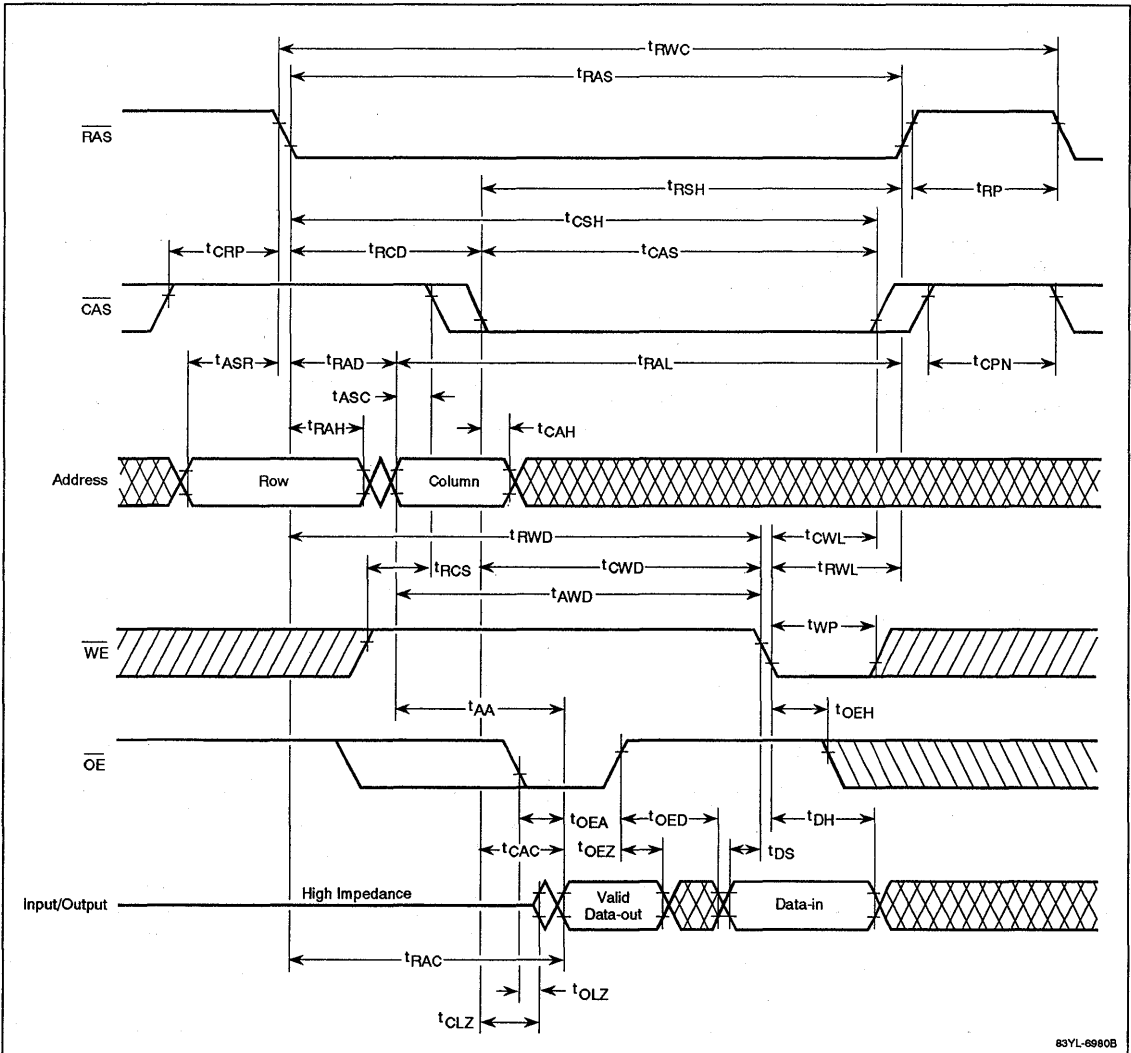 tRWC
tRAS
RAS
tRSH
tRP
tCSH
tCRP
tRCD
tCAS
CAS
tASR
tRAD
tRAL
tCPN
tASC
tRAH
tCAH
Address
Row
Column
tRWD
tCWL
tRCS
tCWD
tRWL
tAWD
tWP
WE
tAA
tOEH
OE
tOEA
tOED
tDH
tCAC
tOEZ
tDS
Input/Output
High Impedance
Valid
Data-out
Data-in
tRAC
tOLZ
tCLZ
83YL-6980B